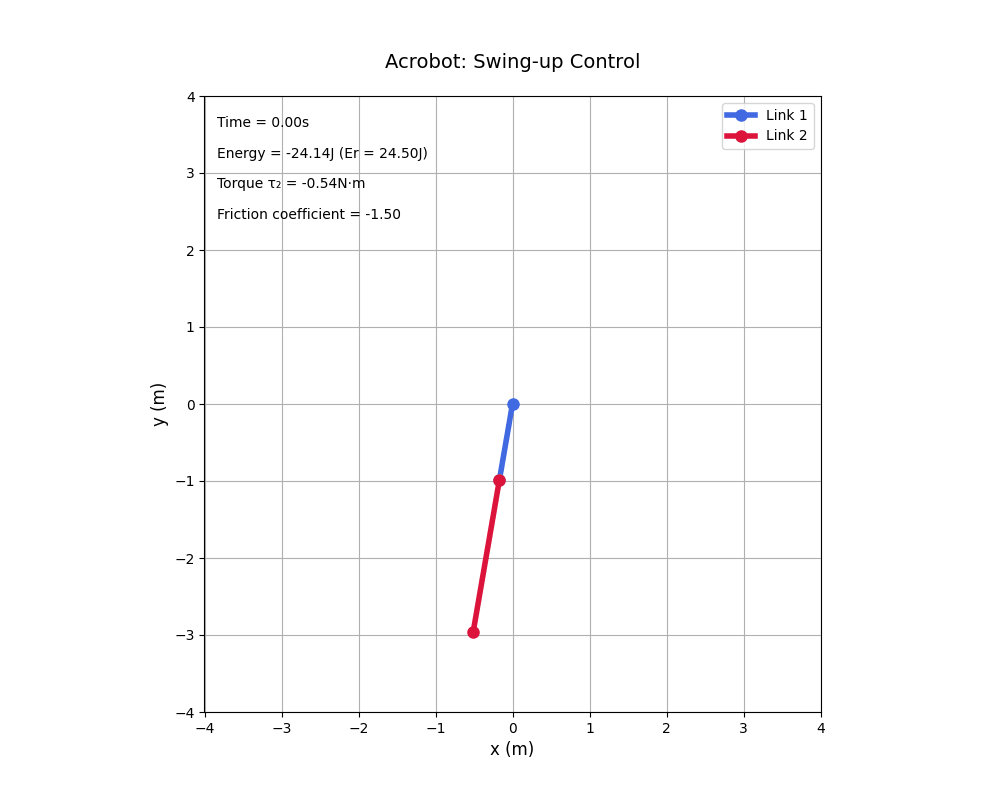 Acrobot: Swing-up Control
Time = 0.00s
Energy = -24.14J (Er = 24.50J)
Torque τ₂ = -0.54N·m
Friction coefficient = -1.50
Link 1
Link 2
4
3
2
1
0
−1
−2
−3
−4
y (m)
−4 −3 −2 −1 0 1 2 3 4
x (m)